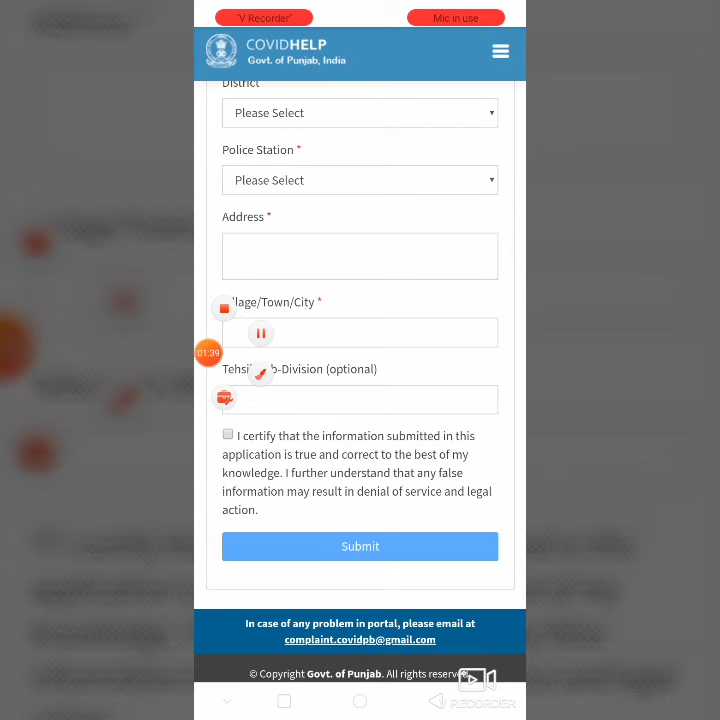 "V Recorder" Mic in use
COVIDHELP
Govt. of Punjab, India
District
Please Select
Police Station *
Please Select
Address *
llage/Town/City *
01:39
Tehsi b-Division (optional)
I certify that the information submitted in this
application is true and correct to the best of my
knowledge. I further understand that any false
information may result in denial of service and legal
action.
Submit
In case of any problem in portal, please email at
complaint.covidpb@gmail.com
© Copyright Govt. of Punjab. All rights reserve
V RECORDER